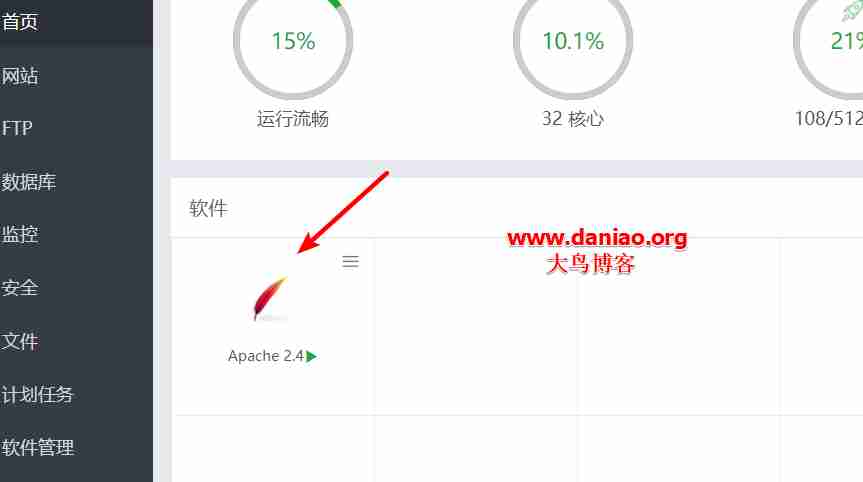 首页
网站
FTP
数据库
监控
安全
文件
计划任务
软件管理
15%
10.1%
21%
运行流畅
32 核心
108/512
软件
www.daniao.org
大鸟博客
Apache 2.4